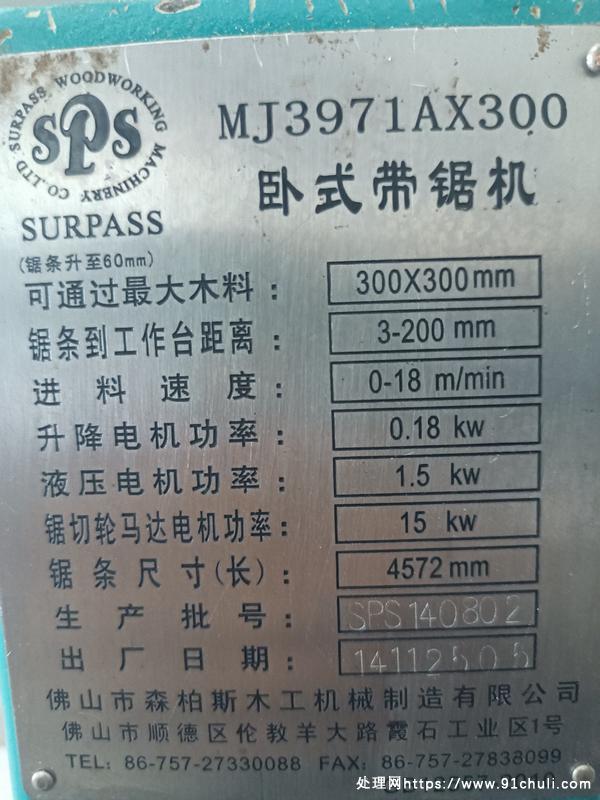 SURPASS WOODWORKING MACHINERY CO.,LTD
SPS
SURPASS
MJ3971AX300
卧式带锯机
(锯条升至60mm)
可通过最大木料： 300X300mm
锯条到工作台距离： 3-200 mm
进料速度： 0-18 m/min
升降电机功率： 0.18 kw
液压电机功率： 1.5 kw
锯切轮马达电机功率： 15 kw
锯条尺寸(长)： 4572mm
生产批号： SPS140802
出厂日期： 14112505
佛山市森柏斯木工机械制造有限公司
佛山市顺德区伦教羊大路霞石工业区1号
TEL: 86-757-27330088 FAX: 86-757-27838099
处理网https://www.91chuli.com